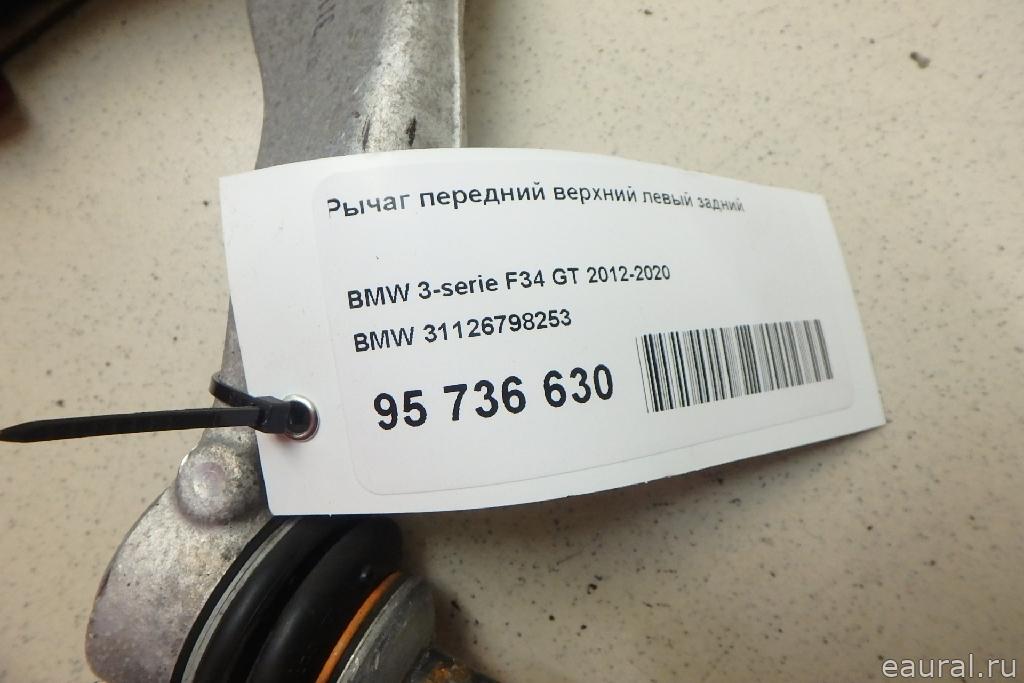 Рычаг передний верхний левый задний
BMW 3-serie F34 GT 2012-2020
BMW 31126798253
95 736 630
eaural.ru